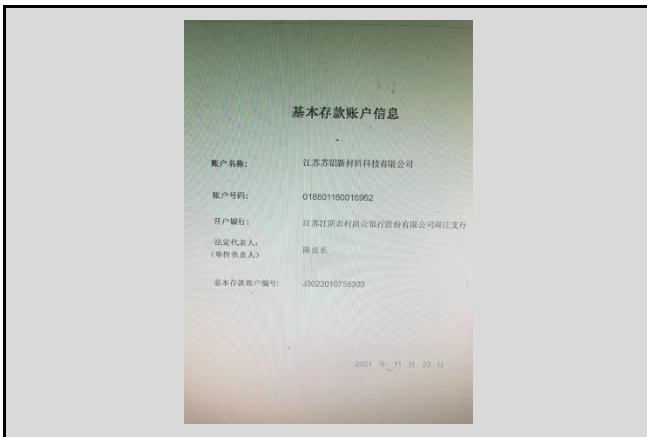 基本存款账户信息
账户名称: 江苏苏铝新材料科技有限公司
账户号码: 018801160016962
开户银行: 江苏江阴农村商业银行股份有限公司周庄支行
法定代表人: 陈良东
(单位负责人)
基本存款账户编号: J3022010758303
2021 年 11 月 23 日